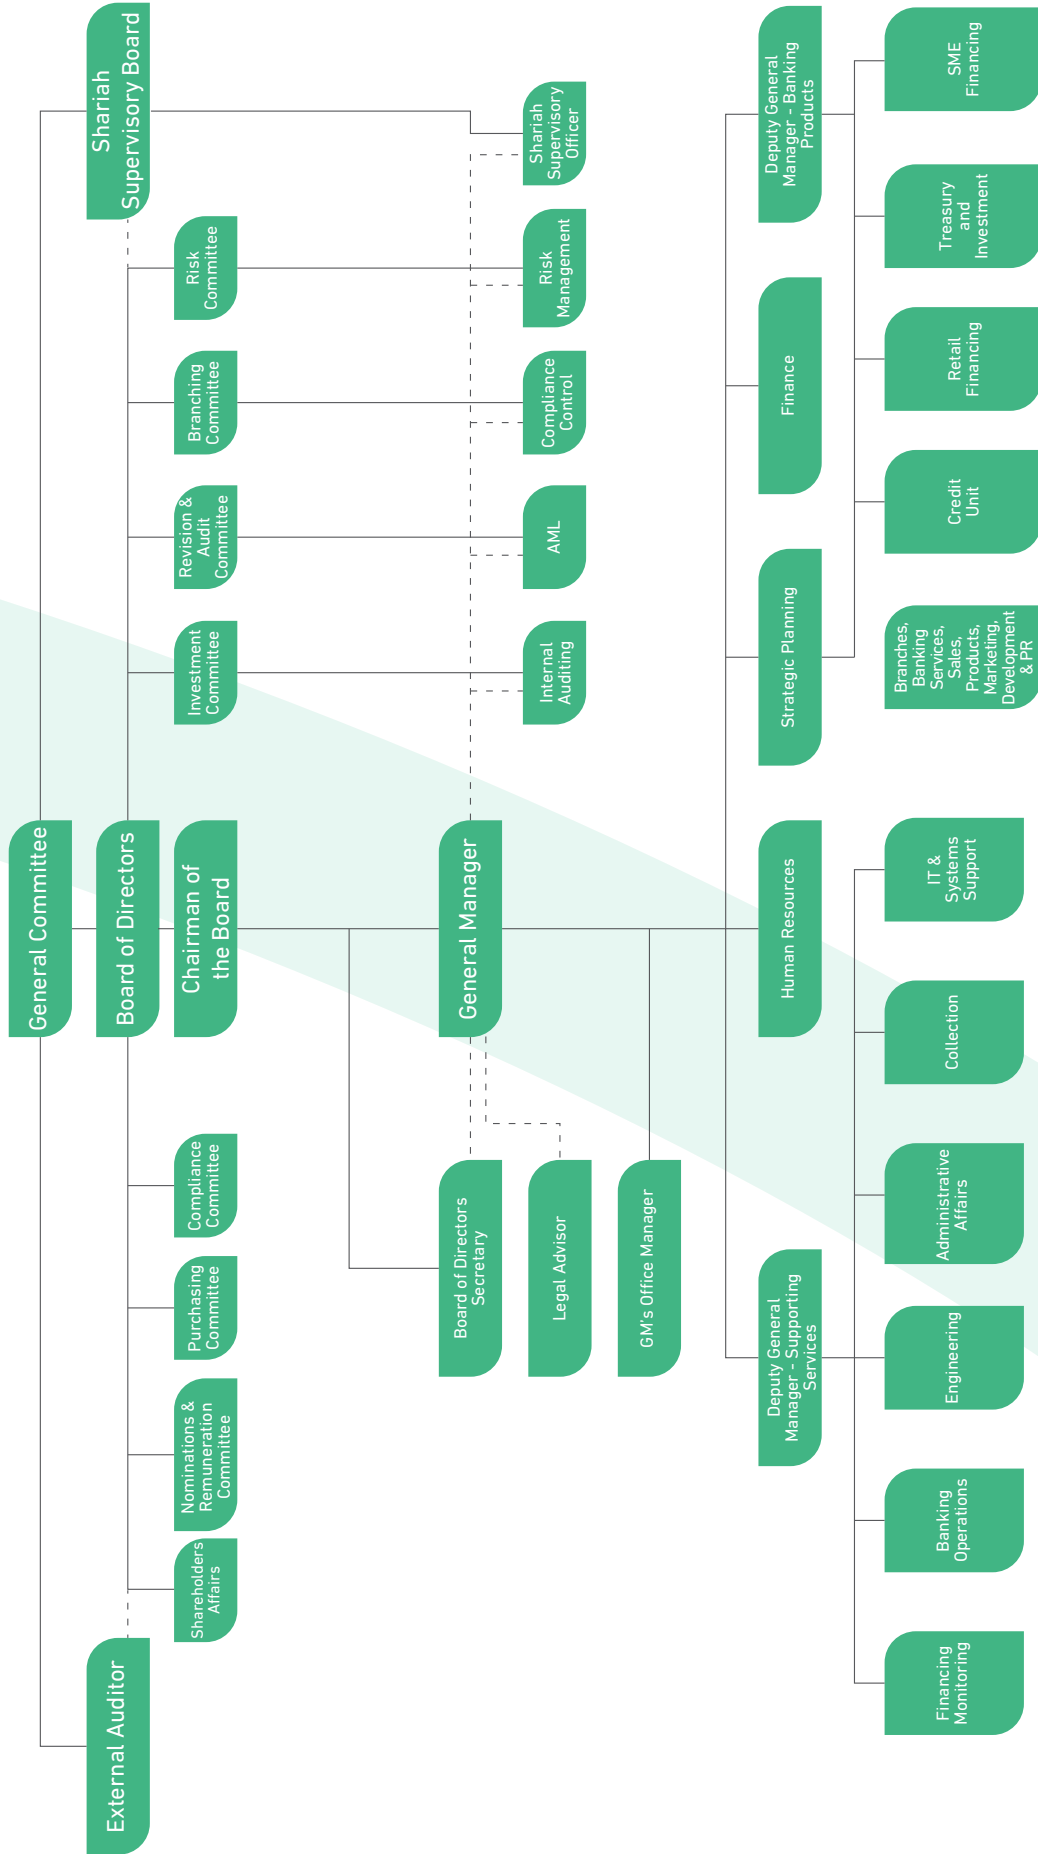 General Committee
External Auditor
Board of Directors
Shariah
Supervisory Board
Shareholders
Affairs
Nominations &
Remuneration
Committee
Purchasing
Committee
Compliance
Committee
Chairman of
the Board
Investment
Committee
Revision &
Audit
Committee
Branching
Committee
Risk
Committee
Board of Directors
Secretary
General Manager
Legal Advisor
Internal
Auditing
AML
Compliance
Control
Risk
Management
Shariah
Supervisory
Officer
GM's Office Manager
Deputy General
Manager - Supporting
Services
Human Resources
Strategic Planning
Finance
Deputy General
Manager - Banking
Products
Financing
Monitoring
Banking
Operations
Engineering
Administrative
Affairs
Collection
IT &
Systems
Support
Branches,
Banking
Services,
Sales,
Products,
Marketing,
Development
& PR
Credit
Unit
Retail
Financing
Treasury
and
Investment
SME
Financing